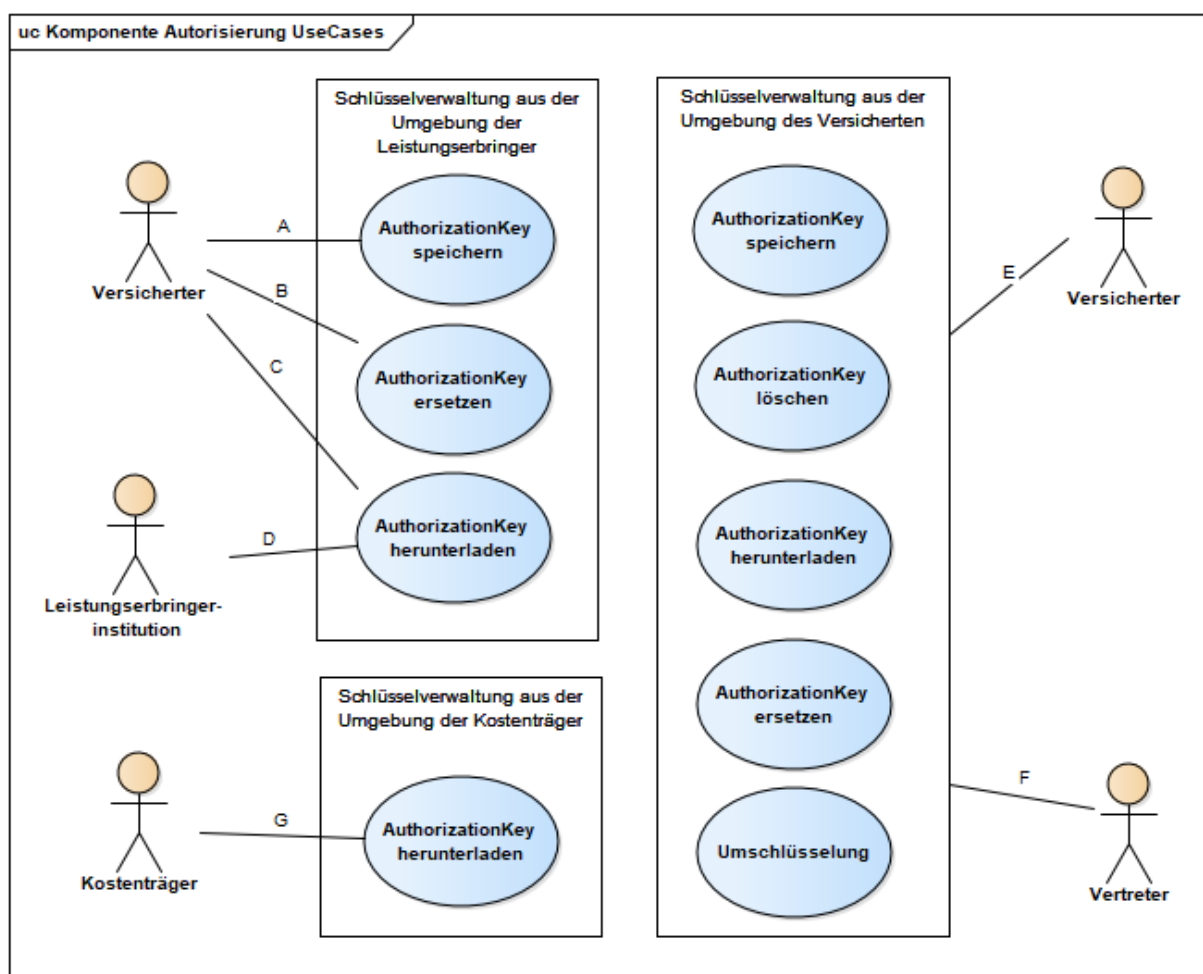 uc Komponente Autorisierung UseCases
Schlüsselverwaltung aus der
Umgebung der
Leistungserbringer
AuthorizationKey
speichern
AuthorizationKey
ersetzen
AuthorizationKey
herunterladen
Versicherter
A
B
C
Leistungserbringer-
institution
D
Schlüsselverwaltung aus der
Umgebung der Kostenträger
AuthorizationKey
herunterladen
Kostenträger
G
Schlüsselverwaltung aus der
Umgebung des Versicherten
AuthorizationKey
speichern
AuthorizationKey
löschen
AuthorizationKey
herunterladen
AuthorizationKey
ersetzen
Umschlüsselung
E
Versicherter
F
Vertreter